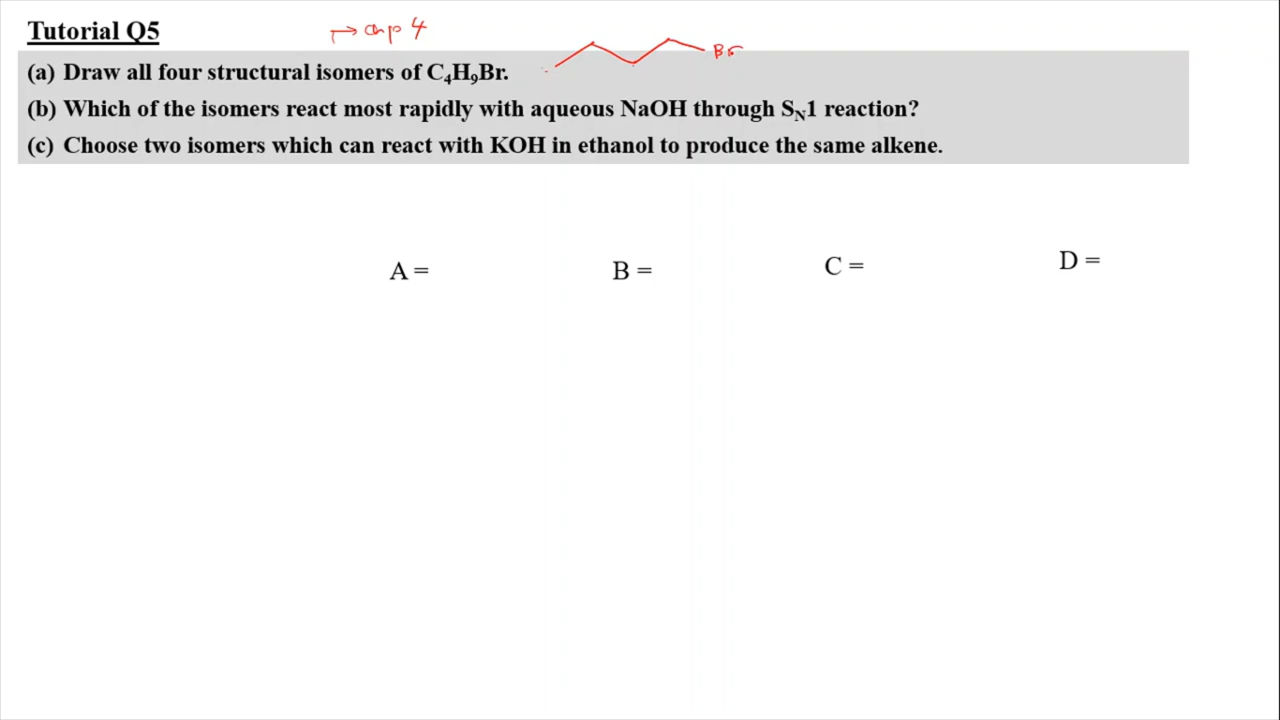 Tutorial Q5
→ chp 4
Br
(a) Draw all four structural isomers of C₄H₉Br.
(b) Which of the isomers react most rapidly with aqueous NaOH through Sₙ1 reaction?
(c) Choose two isomers which can react with KOH in ethanol to produce the same alkene.
A =
B =
C =
D =